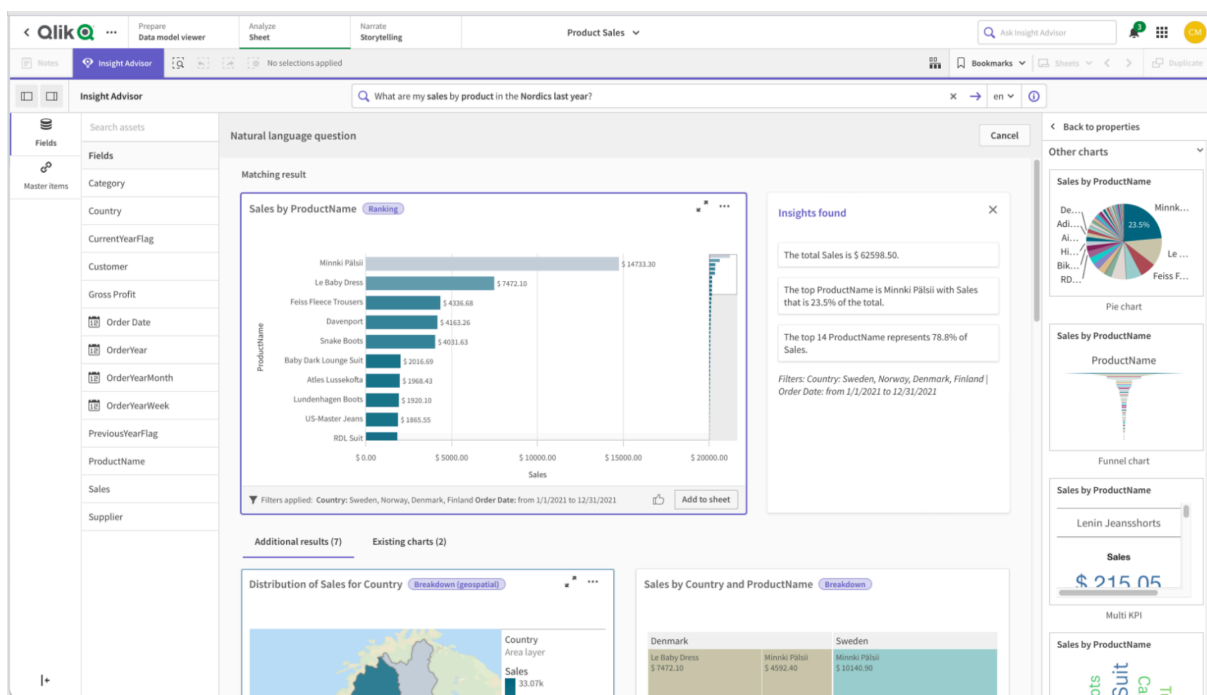 Qlik
Prepare
Data model viewer
Analyze
Sheet
Narrate
Storytelling
Product Sales
Ask Insight Advisor
3
CM
Notes
Insight Advisor
No selections applied
Bookmarks
Sheets
Duplicate
Insight Advisor
What are my sales by product in the Nordics last year?
en
Fields
Master items
Search assets
Fields
Category
Country
CurrentYearFlag
Customer
Gross Profit
Order Date
OrderYear
OrderYearMonth
OrderYearWeek
PreviousYearFlag
ProductName
Sales
Supplier
Natural language question
Cancel
Matching result
Sales by ProductName Ranking
ProductName
Minnki Pälsii $ 14733.30
Le Baby Dress $ 7472.10
Feiss Fleece Trousers $ 4336.68
Davenport $ 4163.26
Snake Boots $ 4031.63
Baby Dark Lounge Suit $ 2016.69
Atles Lussekofta $ 1968.43
Lundenhagen Boots $ 1920.10
US-Master Jeans $ 1865.55
RDL Suit
$ 0.00 $ 5000.00 $ 10000.00 $ 15000.00 $ 20000.00
Sales
Filters applied: Country: Sweden, Norway, Denmark, Finland Order Date: from 1/1/2021 to 12/31/2021
Add to sheet
Insights found
The total Sales is $ 62598.50.
The top ProductName is Minnki Pälsii with Sales
that is 23.5% of the total.
The top 14 ProductName represents 78.8% of
Sales.
Filters: Country: Sweden, Norway, Denmark, Finland |
Order Date: from 1/1/2021 to 12/31/2021
Additional results (7)
Existing charts (2)
Distribution of Sales for Country Breakdown (geospatial)
Country
Area layer
Sales
33.07k
Sales by Country and ProductName Breakdown
Denmark
Sweden
Le Baby Dress
$ 7472.10
Minnki Pälsii
$ 4592.40
Minnki Pälsii
$ 10140.90
Back to properties
Other charts
Sales by ProductName
De...
Adi...
Ai...
Hi...
Bik...
RD...
23.5%
Minnk...
Le ...
Feiss F...
Pie chart
Sales by ProductName
ProductName
Funnel chart
Sales by ProductName
Lenin Jeansshorts
Sales
$ 215.05
Multi KPI
Sales by ProductName
Suit